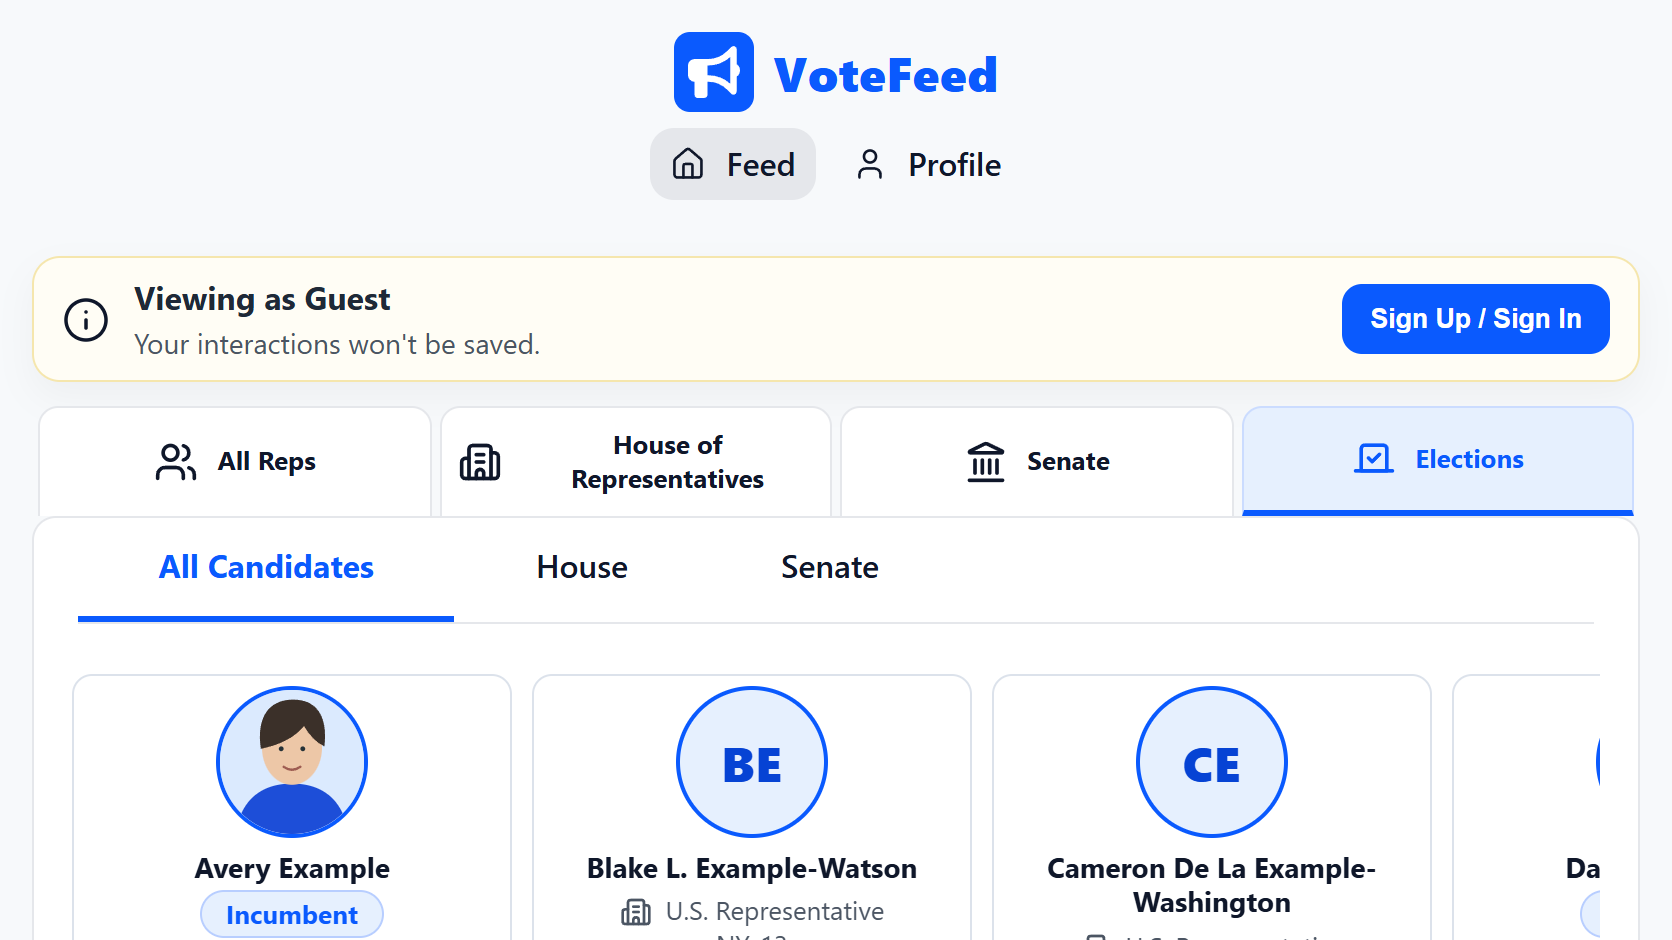 VoteFeed
Feed
Profile
Viewing as Guest
Your interactions won't be saved.
Sign Up / Sign In
All Reps
House of
Representatives
Senate
Elections
All Candidates
House
Senate
BE
CE
Avery Example
Incumbent
Blake L. Example-Watson
U.S. Representative
Cameron De La Example-
Washington
Da